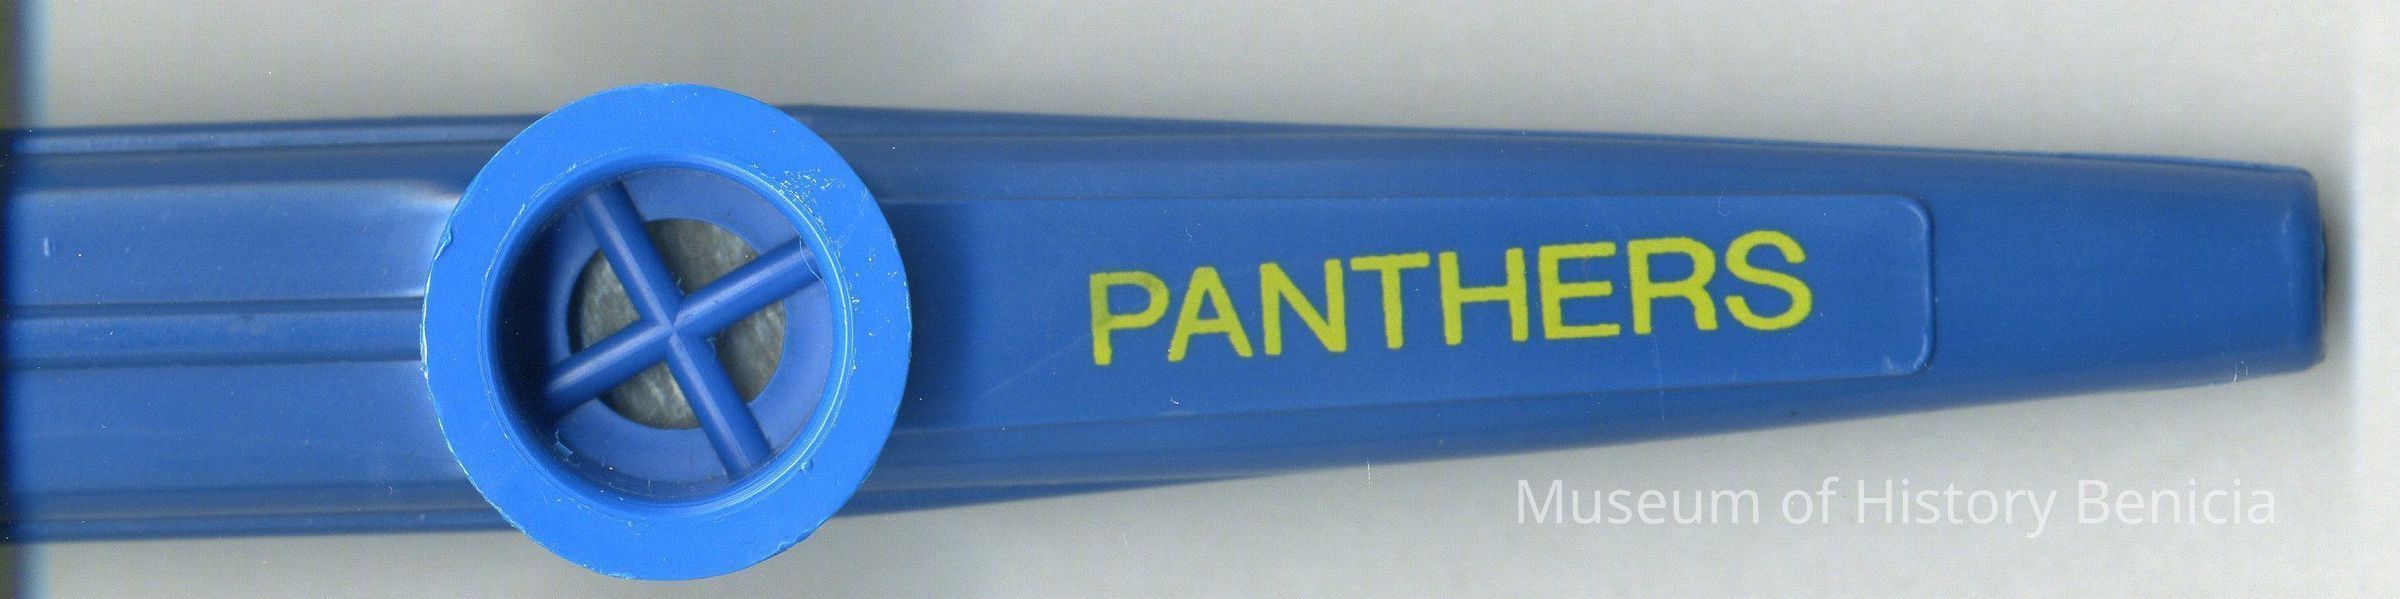 PANTHERS
Museum of History Benicia